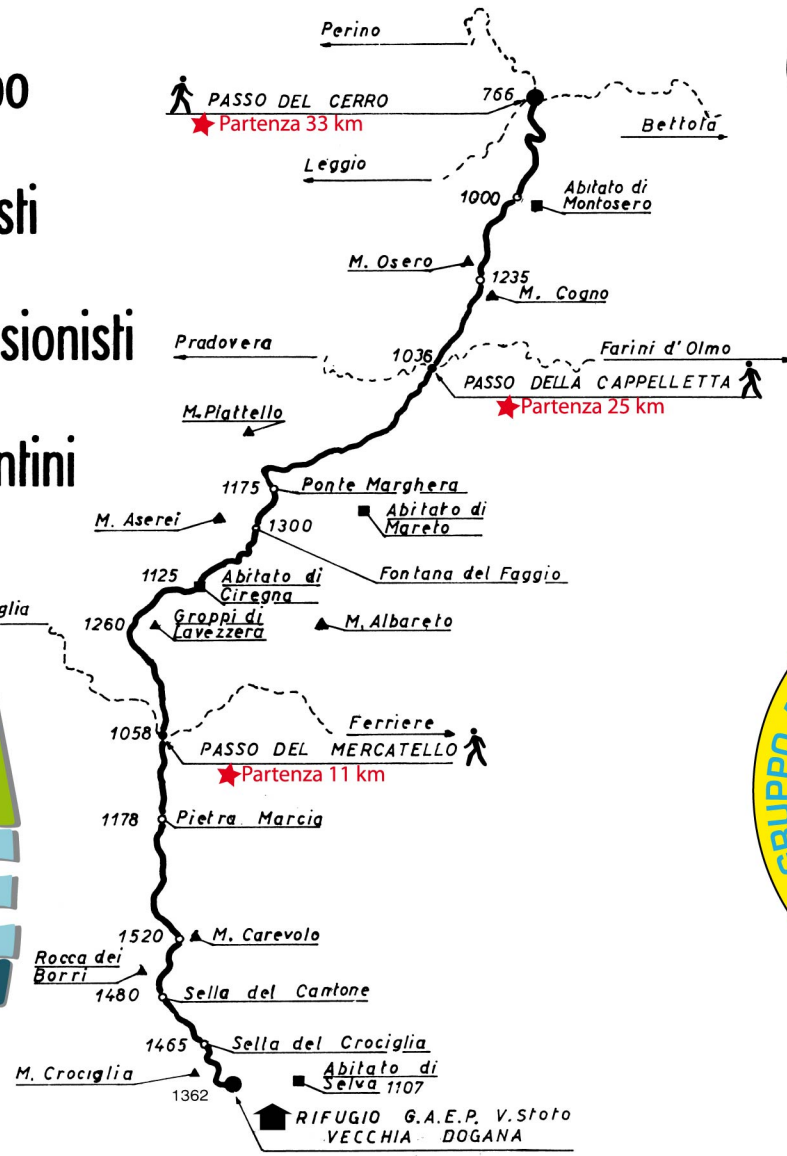 Perino
766
PASSO DEL CERRO
Partenza 33 km
Bettola
Leggio
1000
Abitato di
Montosero
M. Osero
1235
M. Cogno
sionisti
Pradovera
1036
Farini d'Olmo
PASSO DELLA CAPPELLETTA
Partenza 25 km
M. Piattello
1175
Ponte Marghera
M. Aserei
1300
Abitato di
Mareto
1125
Abitato di
Ciregna
Fontana del Faggio
1260
Groppi di
Lavezzera
M. Albareto
glia
1058
Ferriere
PASSO DEL MERCATELLO
Partenza 11 km
GRUPPO
1178
Pietra Marcia
1520
M. Carevolo
Rocca dei
Borri
1480
Sella del Cantone
1465
Sella del Crociglia
M. Crociglia
1362
Abitato di
Selva 1107
RIFUGIO G.A.E.P. V. Stoto
VECCHIA DOGANA